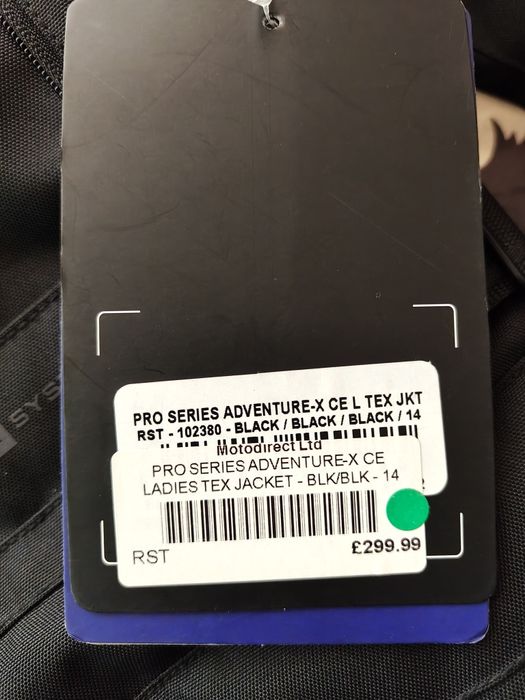 SYS
PRO SERIES ADVENTURE-X CE L TEX JKT
RST - 102380 - BLACK / BLACK / BLACK / 14
Motodirect Ltd
PRO SERIES ADVENTURE-X CE
LADIES TEX JACKET - BLK/BLK - 14
RST
£299.99